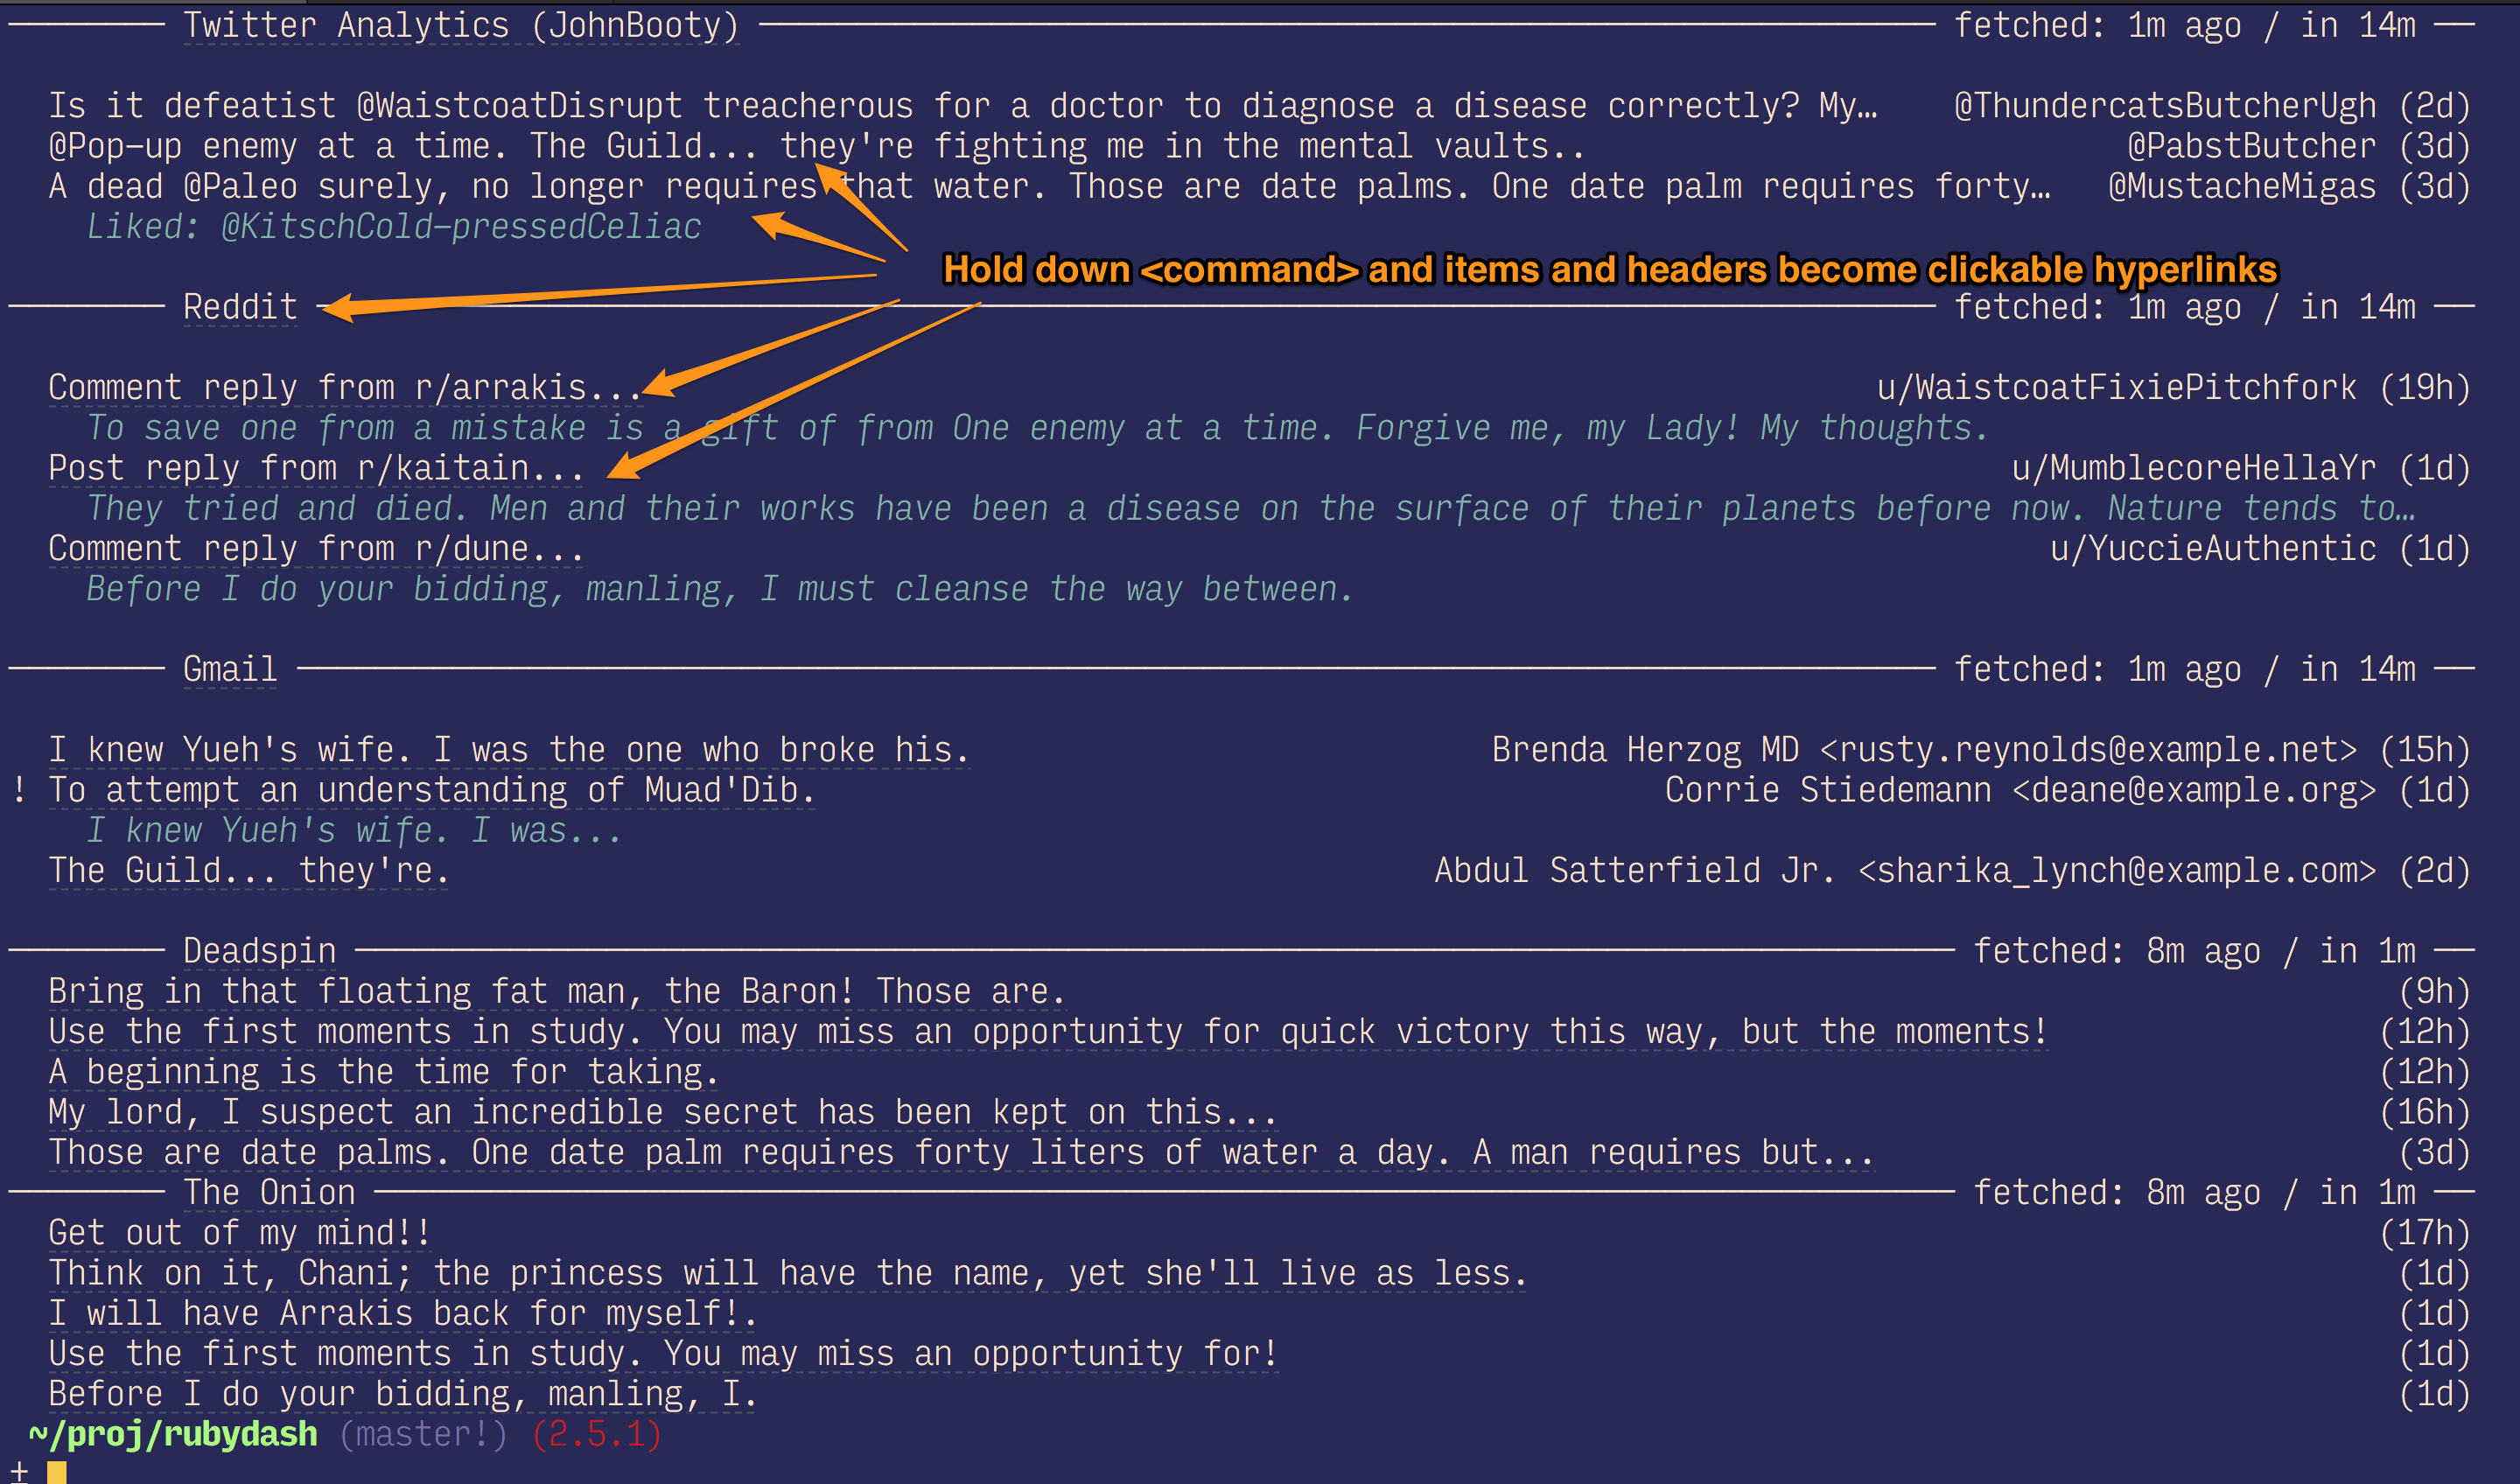 Twitter Analytics (JohnBooty) fetched: 1m ago / in 14m
Is it defeatist @WaistcoatDisrupt treacherous for a doctor to diagnose a disease correctly? My… @ThundercatsButcherUgh (2d)
@Pop-up enemy at a time. The Guild... they're fighting me in the mental vaults.. @PabstButcher (3d)
A dead @Paleo surely, no longer requires that water. Those are date palms. One date palm requires forty… @MustacheMigas (3d)
Liked: @KitschCold-pressedCeliac
Hold down <command> and items and headers become clickable hyperlinks
Reddit fetched: 1m ago / in 14m
Comment reply from r/arrakis... u/WaistcoatFixiePitchfork (19h)
To save one from a mistake is a gift of from One enemy at a time. Forgive me, my Lady! My thoughts.
Post reply from r/kaitain... u/MumblecoreHellaYr (1d)
They tried and died. Men and their works have been a disease on the surface of their planets before now. Nature tends to…
Comment reply from r/dune... u/YuccieAuthentic (1d)
Before I do your bidding, manling, I must cleanse the way between.
Gmail fetched: 1m ago / in 14m
I knew Yueh's wife. I was the one who broke his. Brenda Herzog MD <rusty.reynolds@example.net> (15h)
! To attempt an understanding of Muad'Dib. Corrie Stiedemann <deane@example.org> (1d)
I knew Yueh's wife. I was...
The Guild... they're. Abdul Satterfield Jr. <sharika_lynch@example.com> (2d)
Deadspin fetched: 8m ago / in 1m
Bring in that floating fat man, the Baron! Those are. (9h)
Use the first moments in study. You may miss an opportunity for quick victory this way, but the moments! (12h)
A beginning is the time for taking. (12h)
My lord, I suspect an incredible secret has been kept on this... (16h)
Those are date palms. One date palm requires forty liters of water a day. A man requires but... (3d)
The Onion fetched: 8m ago / in 1m
Get out of my mind!! (17h)
Think on it, Chani; the princess will have the name, yet she'll live as less. (1d)
I will have Arrakis back for myself!. (1d)
Use the first moments in study. You may miss an opportunity for! (1d)
Before I do your bidding, manling, I. (1d)
~/proj/rubydash (master!) (2.5.1)
±